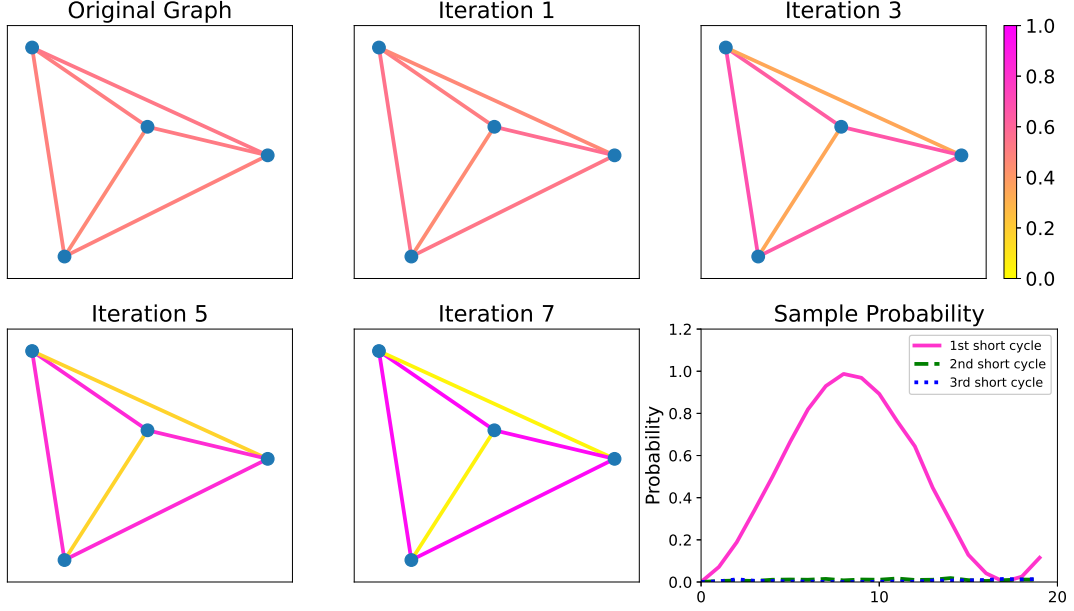 Original Graph
Iteration 1
Iteration 3
1.0
0.8
0.6
0.4
0.2
0.0
Iteration 5
Iteration 7
Sample Probability
1.2
1.0
0.8
0.6
0.4
0.2
0.0
Probability
1st short cycle
2nd short cycle
3rd short cycle
0
10
20